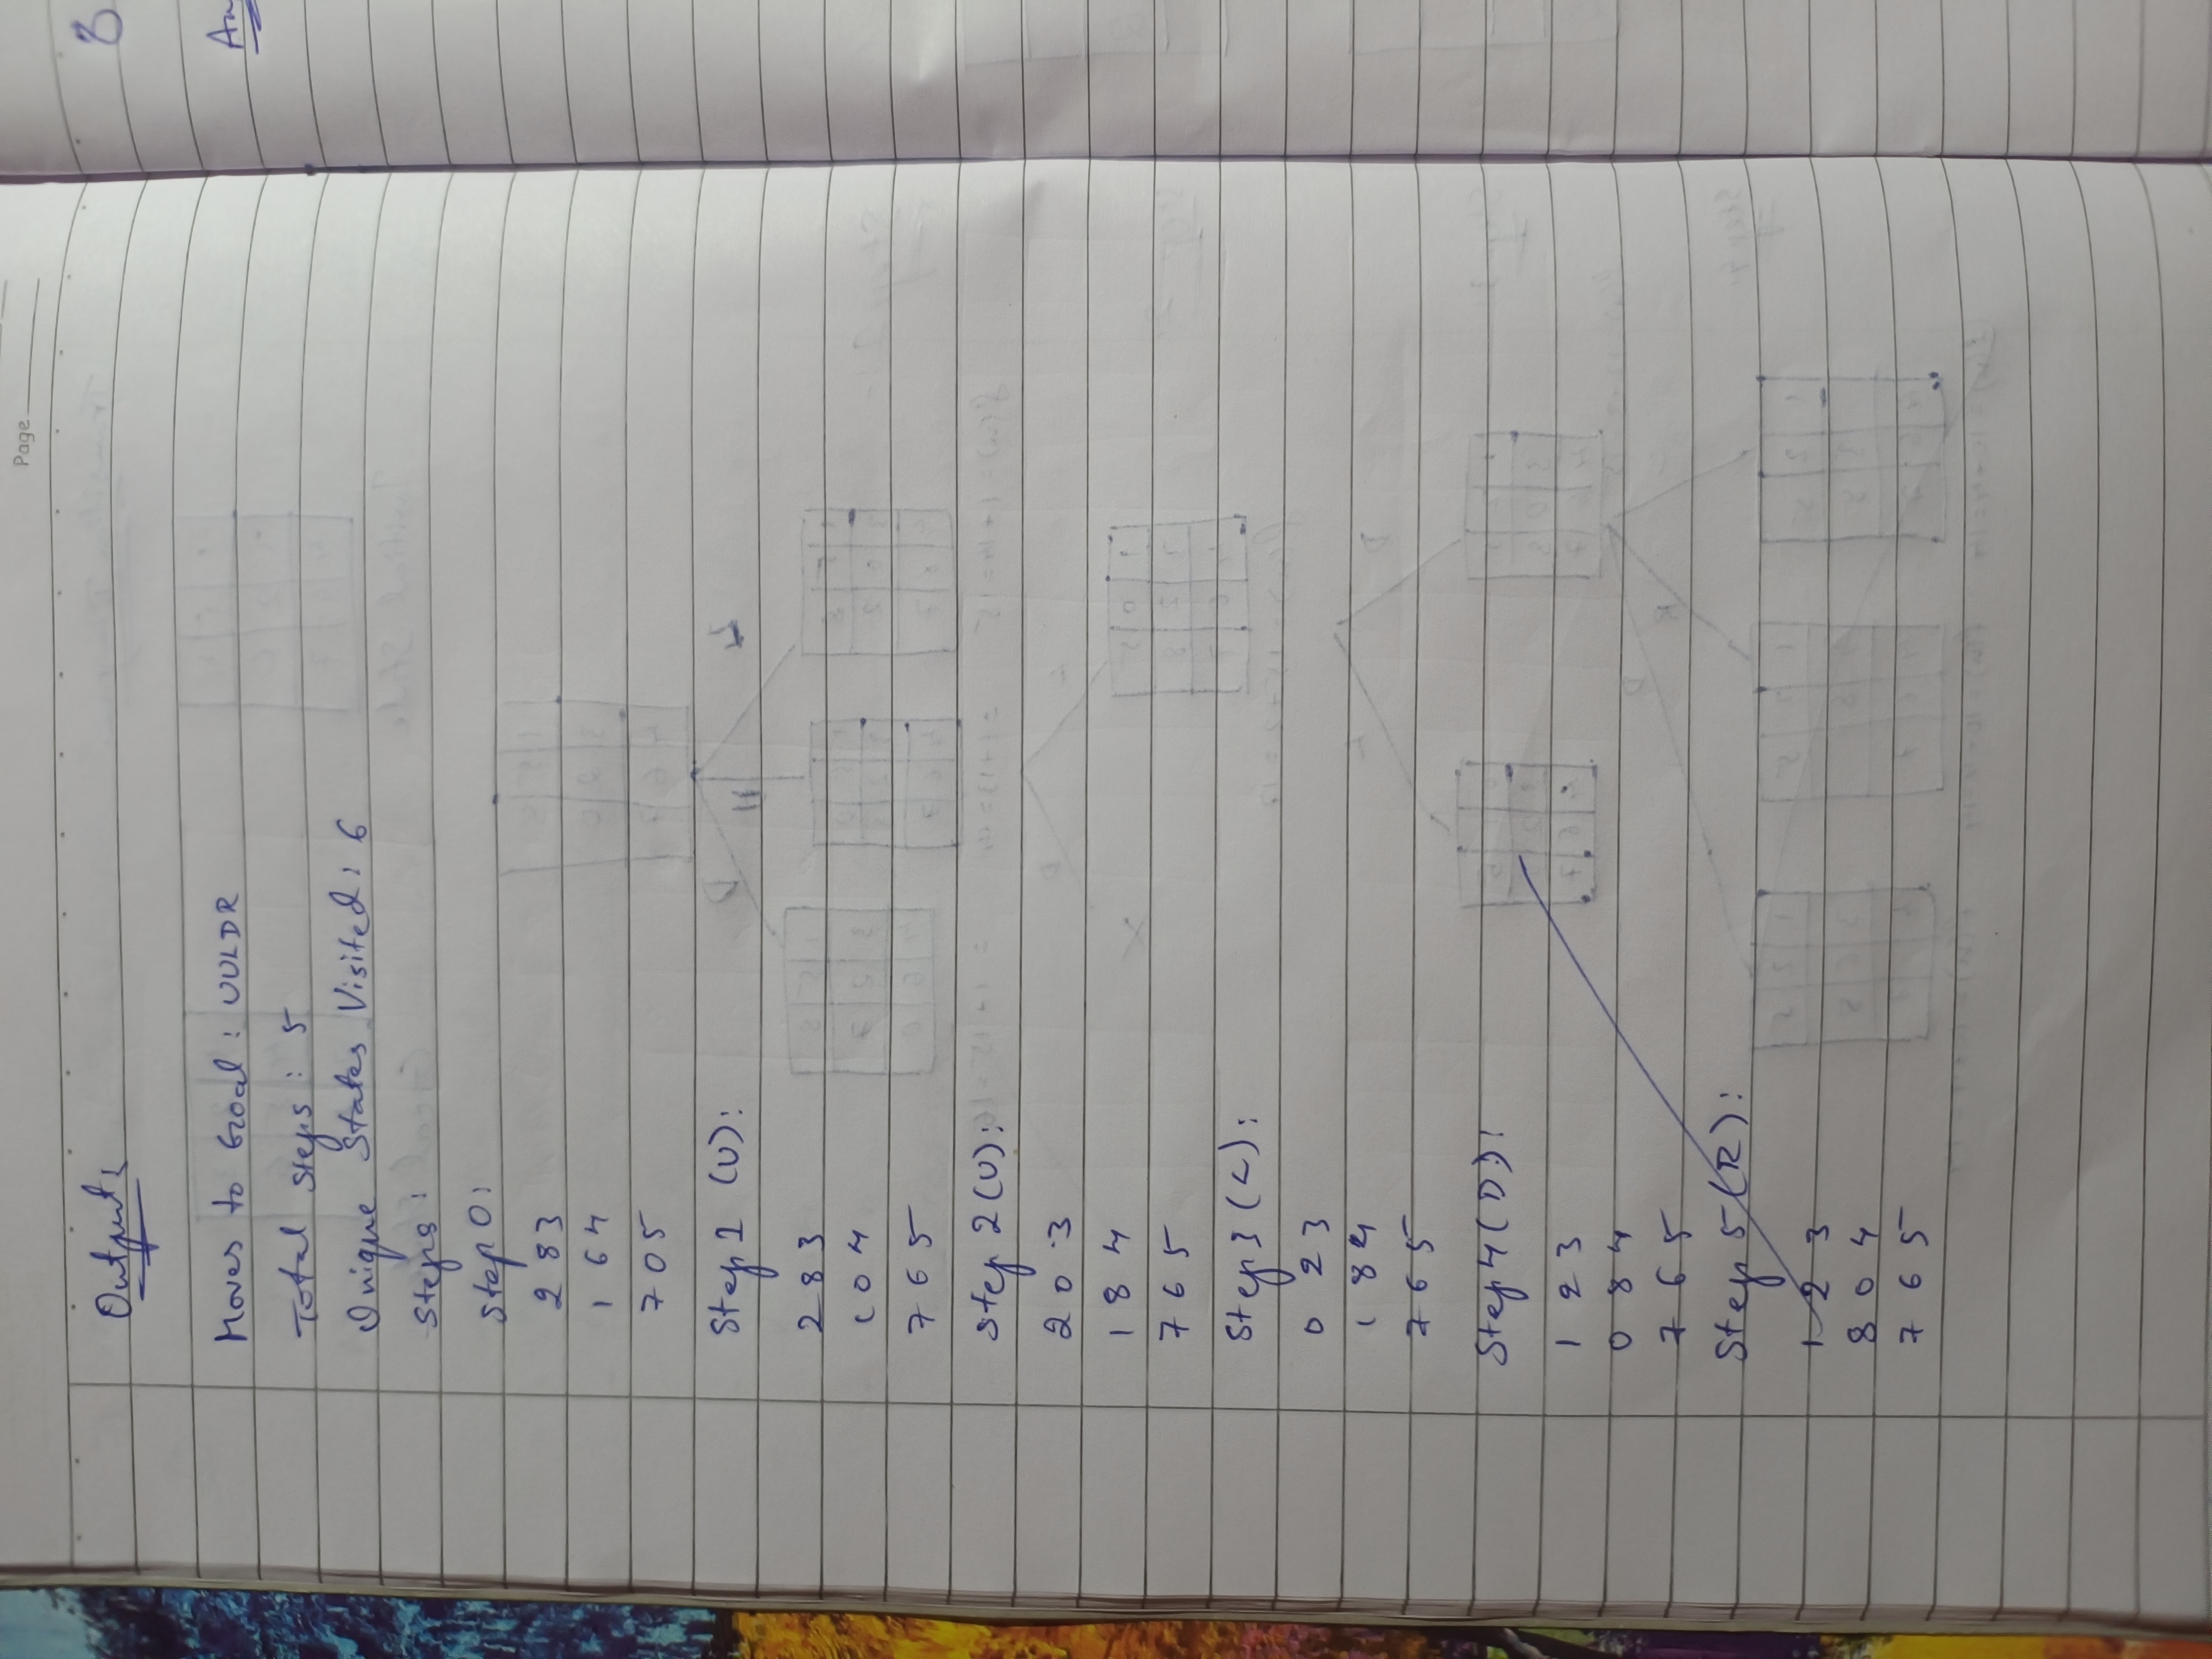 Page
Output:
Moves to Goal: UULDR
Total steps: 5
Unique States Visited: 6
Steps:
Step 0:
2 8 3
1 6 4
7 0 5
Step 1 (U):
2 8 3
1 0 4
7 6 5
Step 2 (U):
2 0 3
1 8 4
7 6 5
Step 3 (L):
0 2 3
1 8 4
7 6 5
Step 4 (D):
1 2 3
0 8 4
7 6 5
Step 5 (R):
1 2 3
8 0 4
7 6 5
8